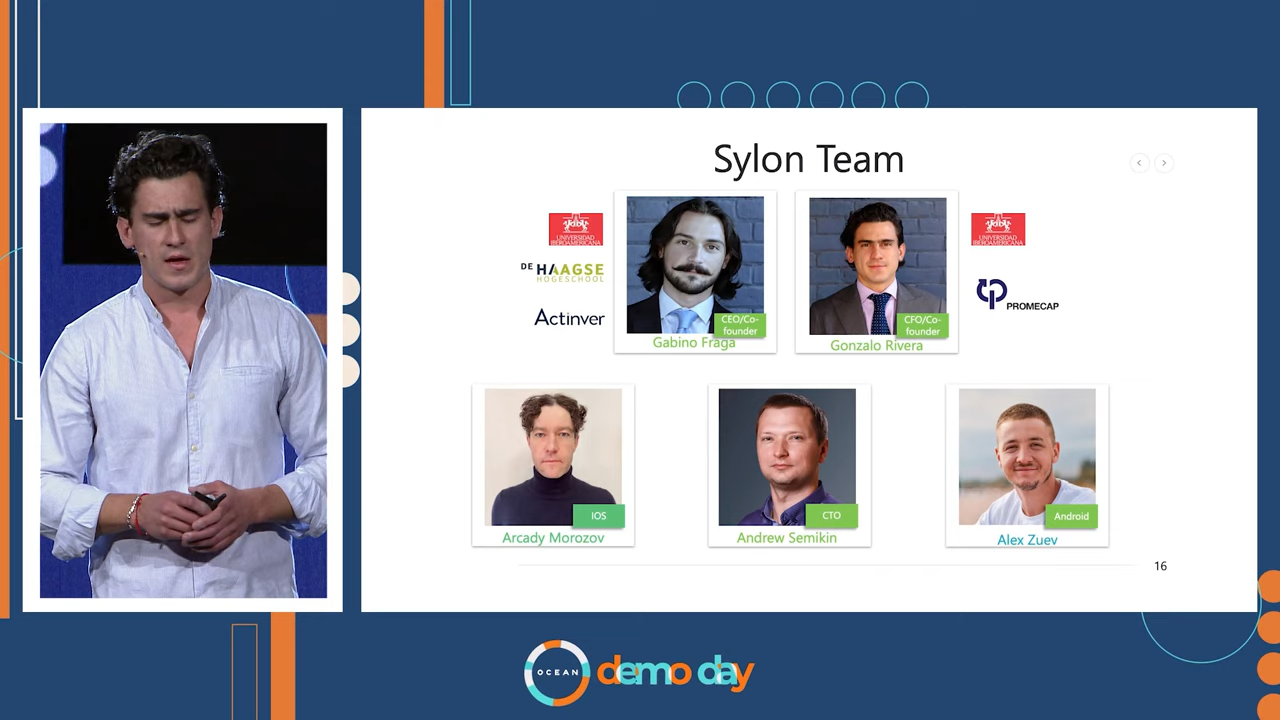 Sylon Team
UNIVERSIDAD
IBEROAMERICANA
DE HAAGSE
HOGESCHOOL
Actinver
CEO/Co-
founder
Gabino Fraga
CFO/Co-
founder
Gonzalo Rivera
UNIVERSIDAD
IBEROAMERICANA
PROMECAP
IOS
Arcady Morozov
CTO
Andrew Semikin
Android
Alex Zuev
16
OCEAN
demo day